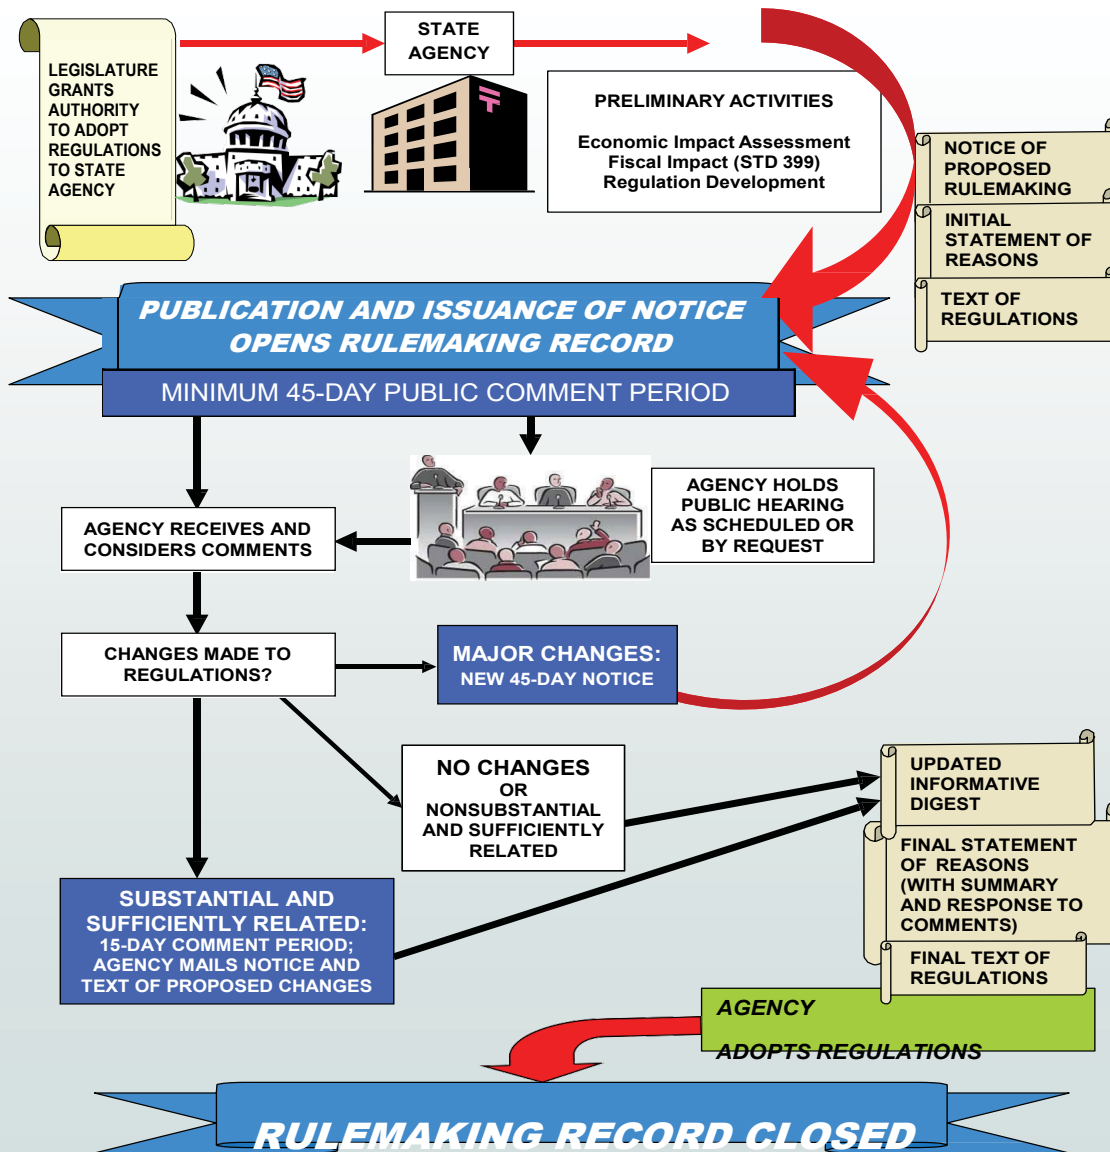 LEGISLATURE
GRANTS
AUTHORITY
TO ADOPT
REGULATIONS
TO STATE
AGENCY
STATE
AGENCY
PRELIMINARY ACTIVITIES
Economic Impact Assessment
Fiscal Impact (STD 399)
Regulation Development
NOTICE OF
PROPOSED
RULEMAKING
INITIAL
STATEMENT OF
REASONS
TEXT OF
REGULATIONS
PUBLICATION AND ISSUANCE OF NOTICE
OPENS RULEMAKING RECORD
MINIMUM 45-DAY PUBLIC COMMENT PERIOD
AGENCY HOLDS
PUBLIC HEARING
AS SCHEDULED OR
BY REQUEST
AGENCY RECEIVES AND
CONSIDERS COMMENTS
CHANGES MADE TO
REGULATIONS?
MAJOR CHANGES:
NEW 45-DAY NOTICE
NO CHANGES
OR
NONSUBSTANTIAL
AND SUFFICIENTLY
RELATED
SUBSTANTIAL AND
SUFFICIENTLY RELATED:
15-DAY COMMENT PERIOD;
AGENCY MAILS NOTICE AND
TEXT OF PROPOSED CHANGES
UPDATED
INFORMATIVE
DIGEST
FINAL STATEMENT
OF REASONS
(WITH SUMMARY
AND RESPONSE TO
COMMENTS)
FINAL TEXT OF
REGULATIONS
AGENCY
ADOPTS REGULATIONS
RULEMAKING RECORD CLOSED